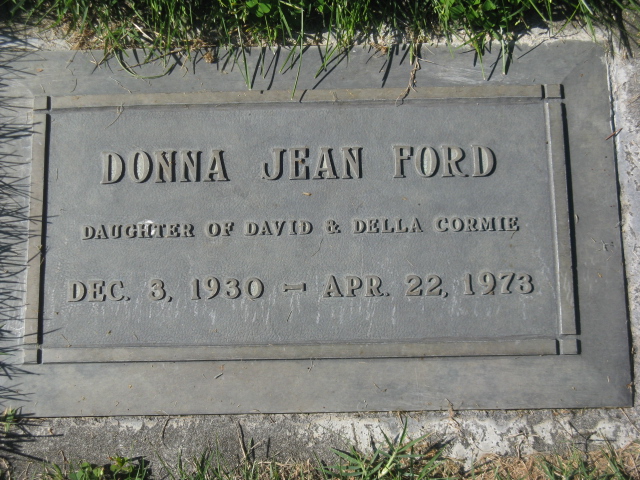 DONNA JEAN FORD
DAUGHTER OF DAVID & DELLA CORMIE
DEC. 3, 1930 — APR. 22, 1973